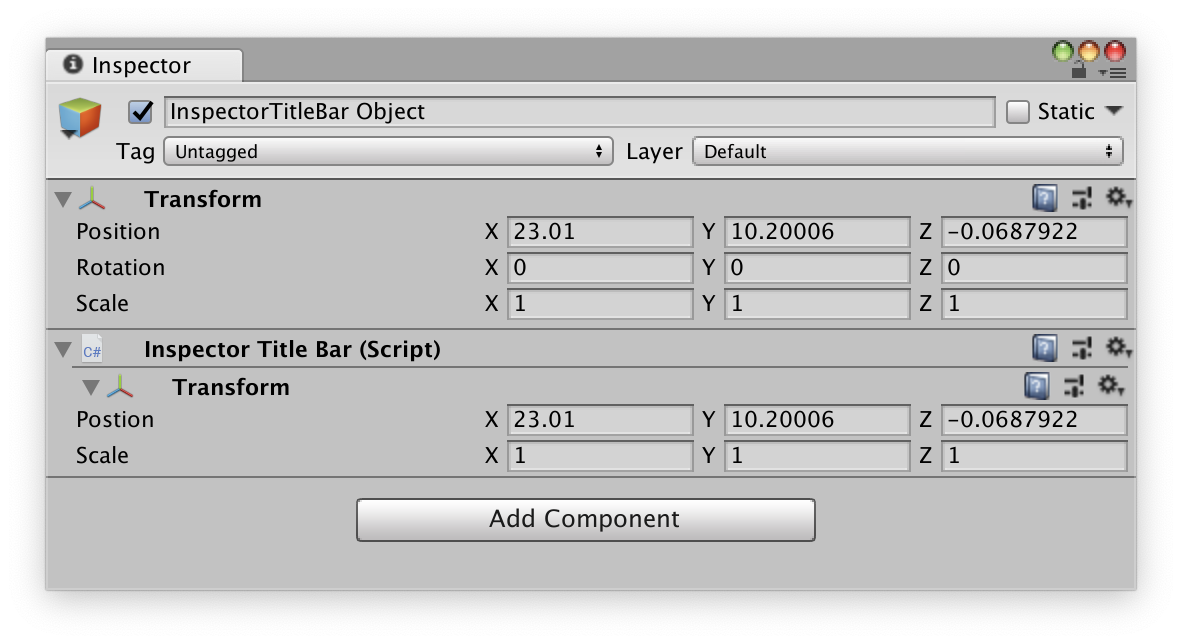 Inspector
InspectorTitleBar Object Static
Tag Untagged Layer Default
Transform
Position X 23.01 Y 10.20006 Z -0.0687922
Rotation X 0 Y 0 Z 0
Scale X 1 Y 1 Z 1
C# Inspector Title Bar (Script)
Transform
Postion X 23.01 Y 10.20006 Z -0.0687922
Scale X 1 Y 1 Z 1
Add Component